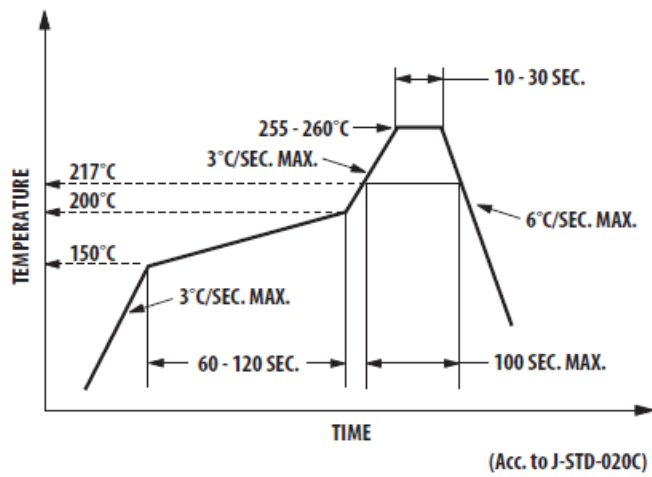 10 - 30 SEC.
255 - 260°C
3°C/SEC. MAX.
217°C
200°C
6°C/SEC. MAX.
150°C
3°C/SEC. MAX.
60 - 120 SEC.
100 SEC. MAX.
TEMPERATURE
TIME
(Acc. to J-STD-020C)